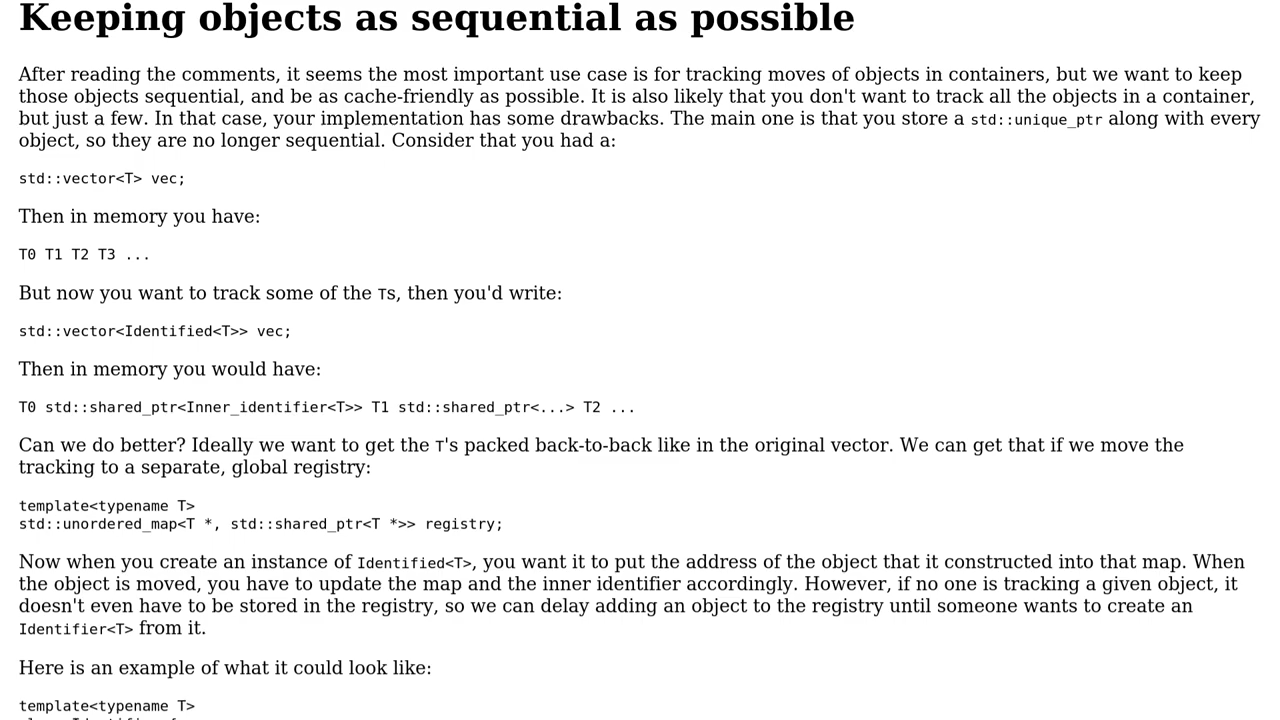 Keeping objects as sequential as possible
After reading the comments, it seems the most important use case is for tracking moves of objects in containers, but we want to keep
those objects sequential, and be as cache-friendly as possible. It is also likely that you don't want to track all the objects in a container,
but just a few. In that case, your implementation has some drawbacks. The main one is that you store a std::unique_ptr along with every
object, so they are no longer sequential. Consider that you had a:
std::vector<T> vec;
Then in memory you have:
T0 T1 T2 T3 ...
But now you want to track some of the Ts, then you'd write:
std::vector<Identified<T>> vec;
Then in memory you would have:
T0 std::shared_ptr<Inner_identifier<T>> T1 std::shared_ptr<...> T2 ...
Can we do better? Ideally we want to get the T's packed back-to-back like in the original vector. We can get that if we move the
tracking to a separate, global registry:
template<typename T>
std::unordered_map<T *, std::shared_ptr<T *>> registry;
Now when you create an instance of Identified<T>, you want it to put the address of the object that it constructed into that map. When
the object is moved, you have to update the map and the inner identifier accordingly. However, if no one is tracking a given object, it
doesn't even have to be stored in the registry, so we can delay adding an object to the registry until someone wants to create an
Identifier<T> from it.
Here is an example of what it could look like:
template<typename T>